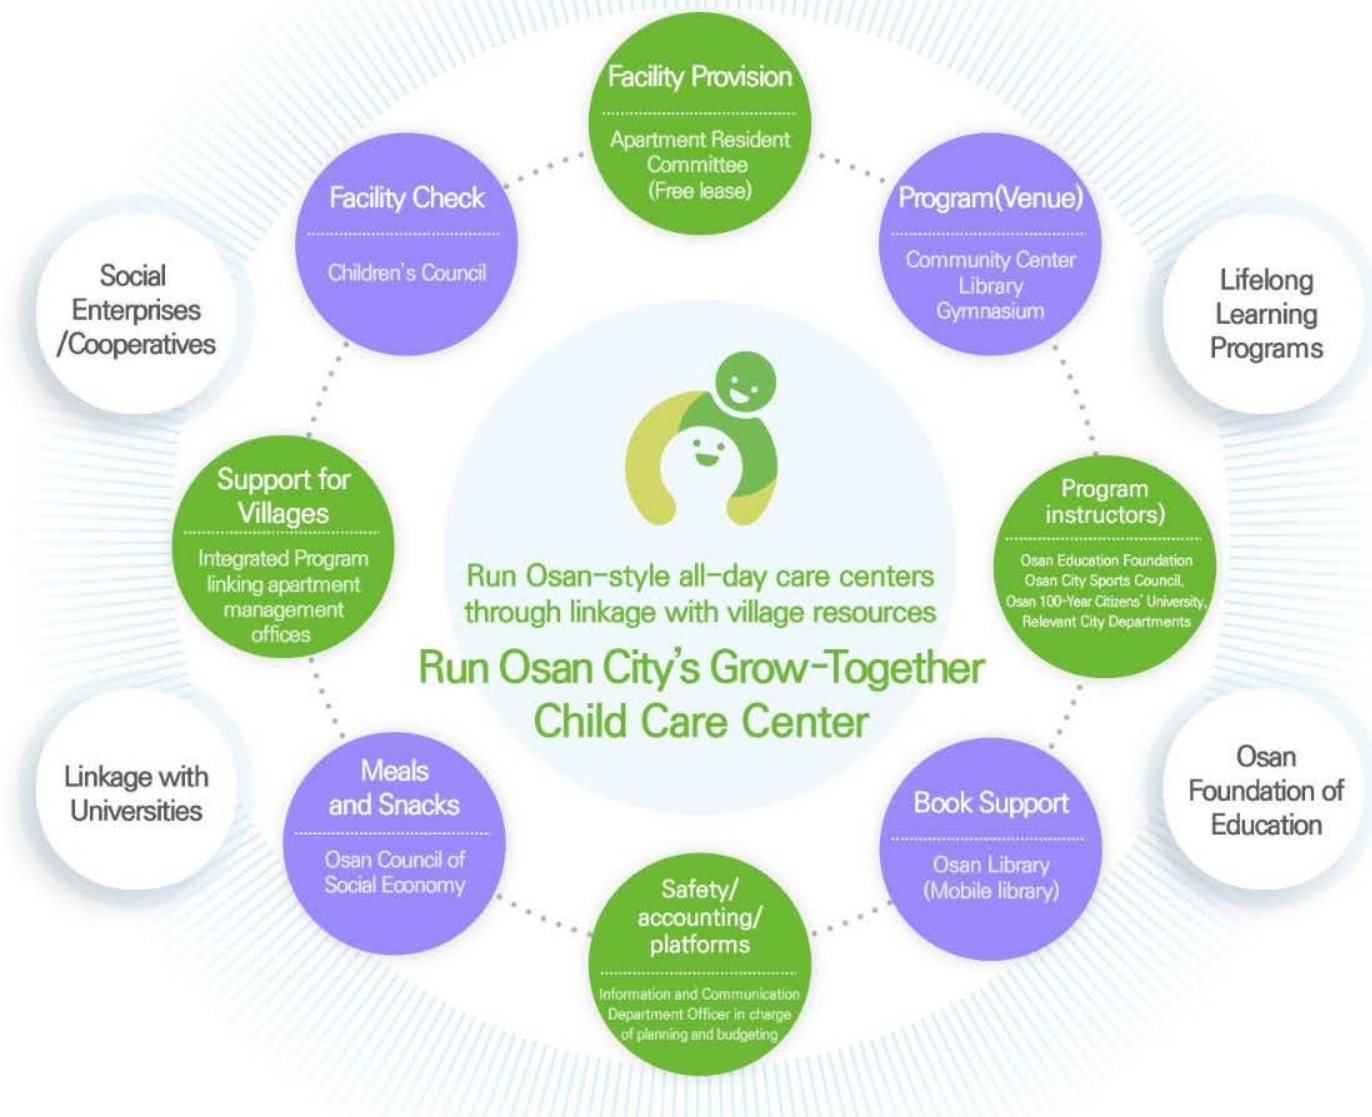 Facility Provision
Apartment Resident
Committee
(Free lease)
Facility Check
Children's Council
Program(Venue)
Community Center
Library
Gymnasium
Social
Enterprises
/Cooperatives
Lifelong
Learning
Programs
Support for
Villages
Integrated Program
linking apartment
management
offices
Program
instructors)
Osan Education Foundation
Osan City Sports Council,
Osan 100-Year Citizens' University,
Relevant City Departments
Run Osan-style all-day care centers
through linkage with village resources
Run Osan City's Grow-Together
Child Care Center
Linkage with
Universities
Meals
and Snacks
Osan Council of
Social Economy
Book Support
Osan Library
(Mobile library)
Osan
Foundation of
Education
Safety/
accounting/
platforms
Information and Communication
Department Officer in charge
of planning and budgeting